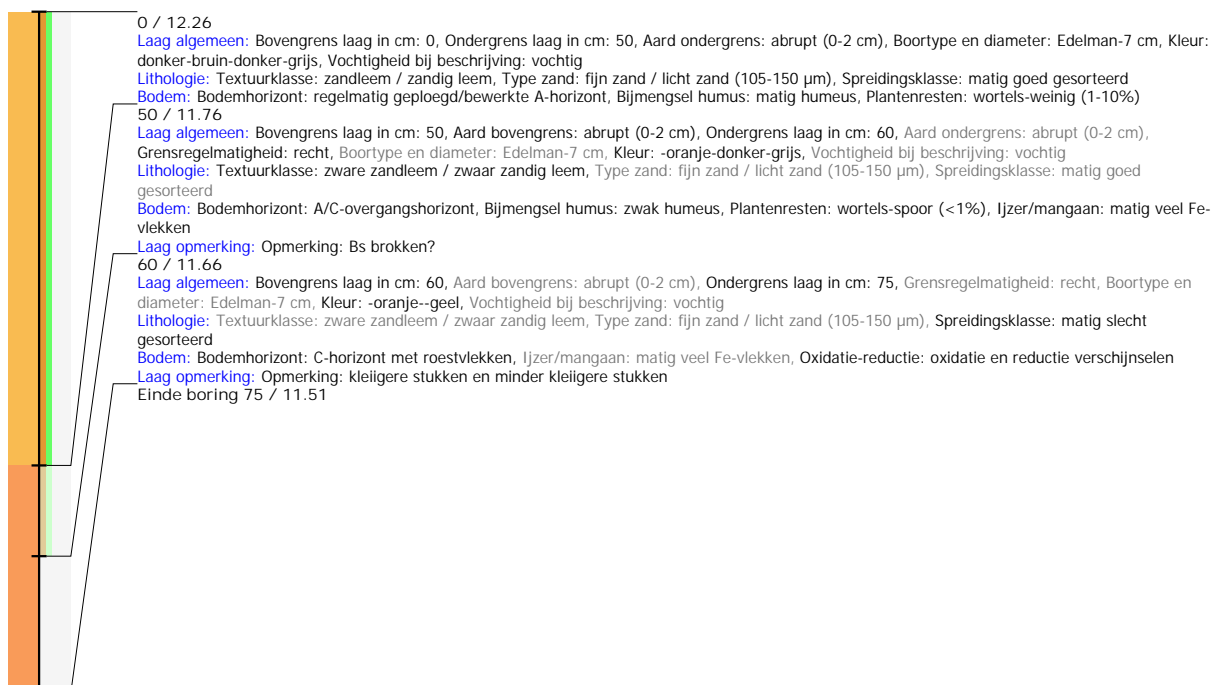 0 / 12.26
Laag algemeen: Bovengrens laag in cm: 0, Ondergrens laag in cm: 50, Aard ondergrens: abrupt (0-2 cm), Boortype en diameter: Edelman-7 cm, Kleur:
donker-bruin-donker-grijs, Vochtigheid bij beschrijving: vochtig
Lithologie: Textuurklasse: zandleem / zandig leem, Type zand: fijn zand / licht zand (105-150 µm), Spreidingsklasse: matig goed gesorteerd
Bodem: Bodemhorizont: regelmatig geploegd/bewerkte A-horizont, Bijmengsel humus: matig humeus, Plantenresten: wortels-weinig (1-10%)
50 / 11.76
Laag algemeen: Bovengrens laag in cm: 50, Aard bovengrens: abrupt (0-2 cm), Ondergrens laag in cm: 60, Aard ondergrens: abrupt (0-2 cm),
Grensregelmatigheid: recht, Boortype en diameter: Edelman-7 cm, Kleur: -oranje-donker-grijs, Vochtigheid bij beschrijving: vochtig
Lithologie: Textuurklasse: zware zandleem / zwaar zandig leem, Type zand: fijn zand / licht zand (105-150 µm), Spreidingsklasse: matig goed
gesorteerd
Bodem: Bodemhorizont: A/C-overgangshorizont, Bijmengsel humus: zwak humeus, Plantenresten: wortels-spoor (<1%), Ijzer/mangaan: matig veel Fe-
vlekken
Laag opmerking: Opmerking: Bs brokken?
60 / 11.66
Laag algemeen: Bovengrens laag in cm: 60, Aard bovengrens: abrupt (0-2 cm), Ondergrens laag in cm: 75, Grensregelmatigheid: recht, Boortype en
diameter: Edelman-7 cm, Kleur: -oranje--geel, Vochtigheid bij beschrijving: vochtig
Lithologie: Textuurklasse: zware zandleem / zwaar zandig leem, Type zand: fijn zand / licht zand (105-150 µm), Spreidingsklasse: matig slecht
gesorteerd
Bodem: Bodemhorizont: C-horizont met roestvlekken, Ijzer/mangaan: matig veel Fe-vlekken, Oxidatie-reductie: oxidatie en reductie verschijnselen
Laag opmerking: Opmerking: kleiigere stukken en minder kleiigere stukken
Einde boring 75 / 11.51